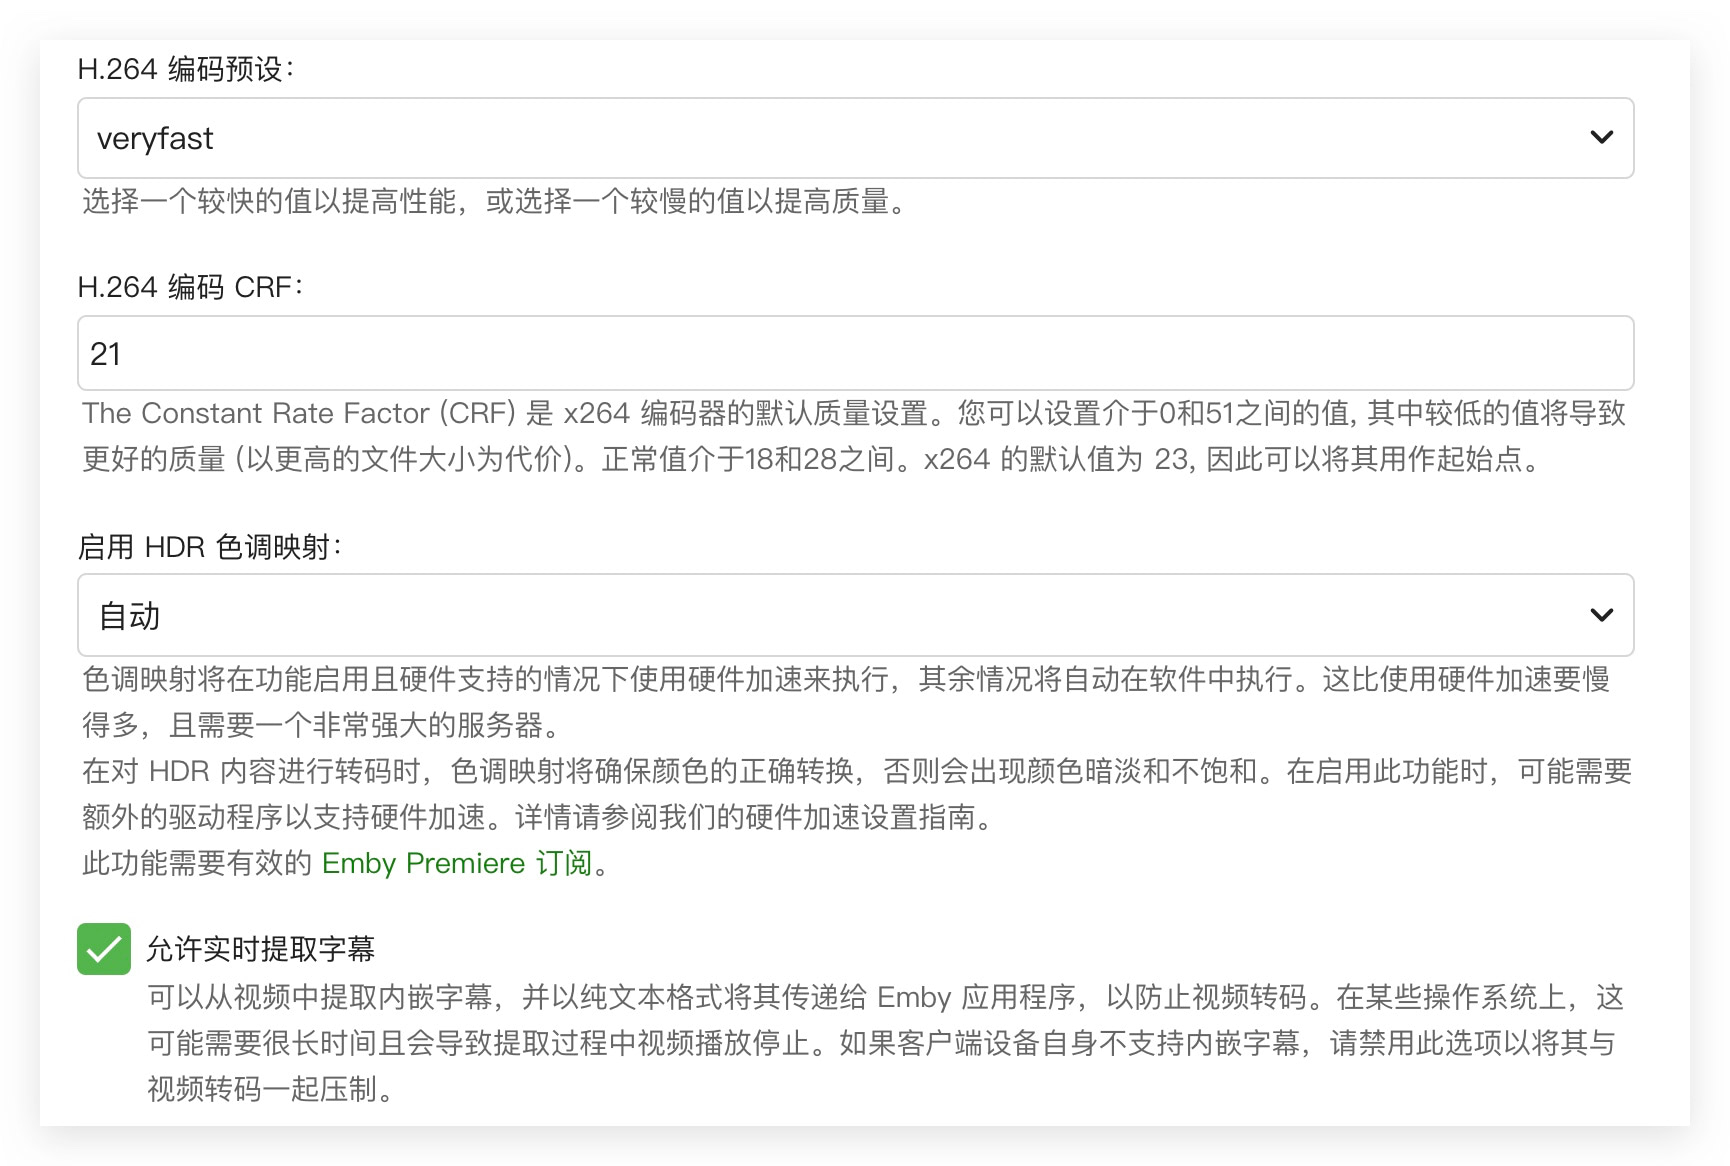 H.264 编码预设：
veryfast
选择一个较快的值以提高性能，或选择一个较慢的值以提高质量。
H.264 编码 CRF：
21
The Constant Rate Factor (CRF) 是 x264 编码器的默认质量设置。您可以设置介于0和51之间的值, 其中较低的值将导致
更好的质量 (以更高的文件大小为代价)。正常值介于18和28之间。x264 的默认值为 23, 因此可以将其用作起始点。
启用 HDR 色调映射：
自动
色调映射将在功能启用且硬件支持的情况下使用硬件加速来执行，其余情况将自动在软件中执行。这比使用硬件加速要慢
得多，且需要一个非常强大的服务器。
在对 HDR 内容进行转码时，色调映射将确保颜色的正确转换，否则会出现颜色暗淡和不饱和。在启用此功能时，可能需要
额外的驱动程序以支持硬件加速。详情请参阅我们的硬件加速设置指南。
此功能需要有效的 Emby Premiere 订阅。
允许实时提取字幕
可以从视频中提取内嵌字幕，并以纯文本格式将其传递给 Emby 应用程序，以防止视频转码。在某些操作系统上，这
可能需要很长时间且会导致提取过程中视频播放停止。如果客户端设备自身不支持内嵌字幕，请禁用此选项以将其与
视频转码一起压制。